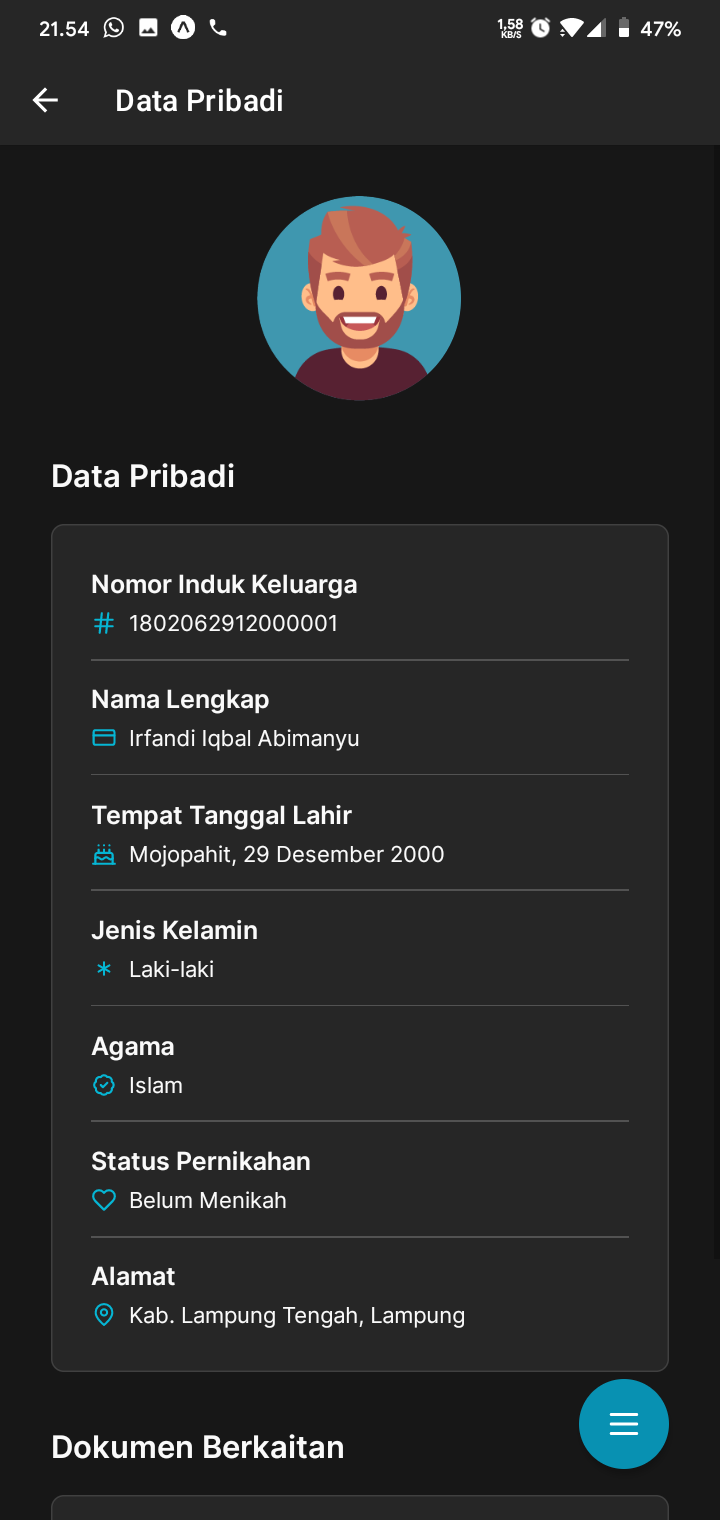 21.54
1,58
KB/S
47%
Data Pribadi
Data Pribadi
Nomor Induk Keluarga
1802062912000001
Nama Lengkap
Irfandi Iqbal Abimanyu
Tempat Tanggal Lahir
Mojopahit, 29 Desember 2000
Jenis Kelamin
Laki-laki
Agama
Islam
Status Pernikahan
Belum Menikah
Alamat
Kab. Lampung Tengah, Lampung
Dokumen Berkaitan